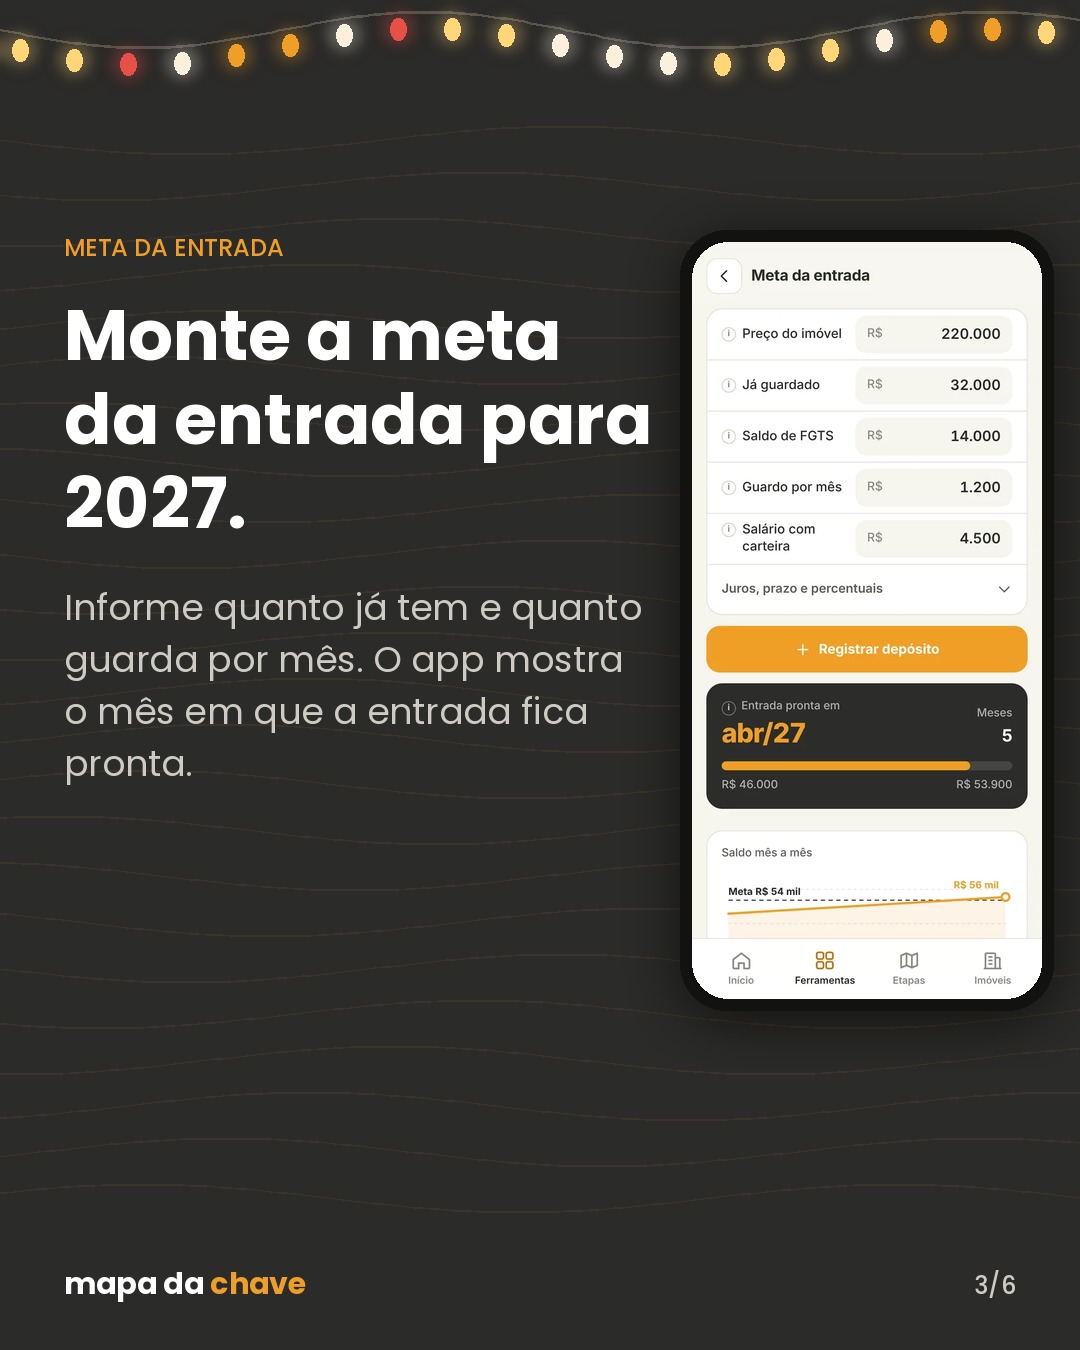 META DA ENTRADA
Monte a meta
da entrada para
2027.
Informe quanto já tem e quanto
guarda por mês. O app mostra
o mês em que a entrada fica
pronta.
Meta da entrada
Preço do imóvel R$ 220.000
Já guardado R$ 32.000
Saldo de FGTS R$ 14.000
Guardo por mês R$ 1.200
Salário com
carteira R$ 4.500
Juros, prazo e percentuais
+ Registrar depósito
Entrada pronta em Meses
abr/27 5
R$ 46.000 R$ 53.900
Saldo mês a mês
Meta R$ 54 mil R$ 56 mil
Início Ferramentas Etapas Imóveis
mapa da chave 3/6